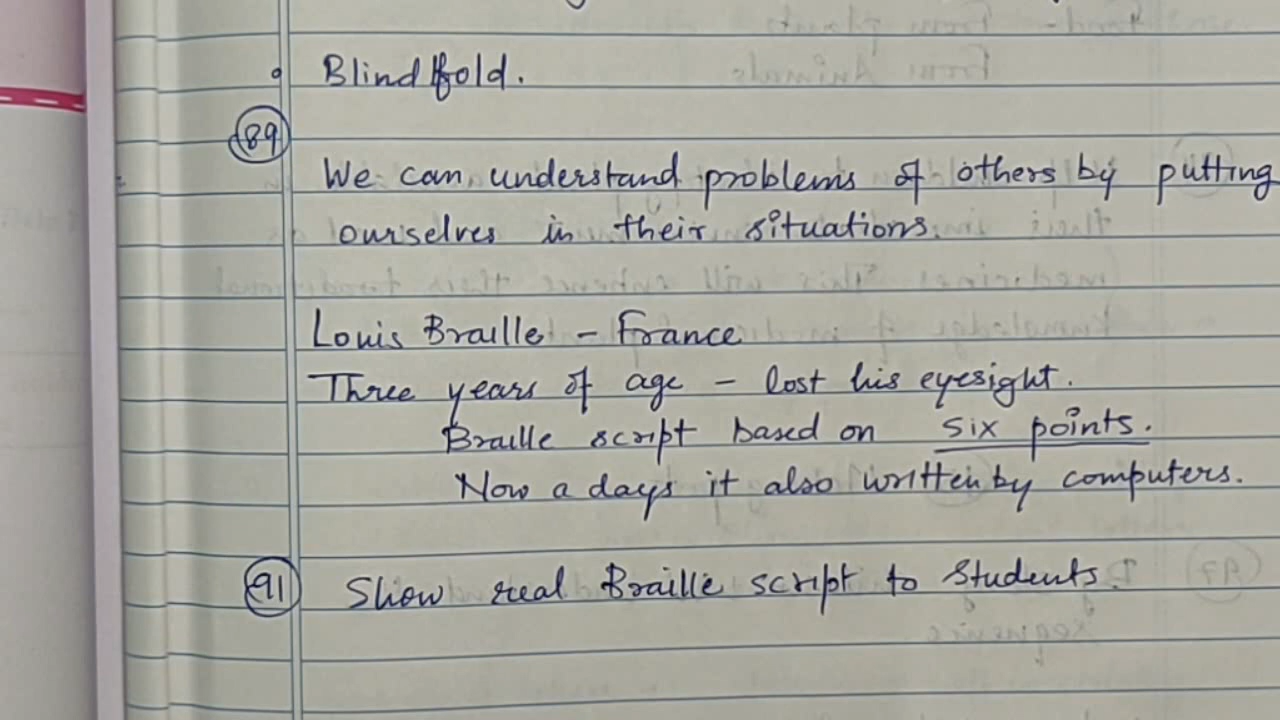 Blindfold.
89
We can understand problems of others by putting
ourselves in their situations.
Louis Braille - France
Three years of age - lost his eyesight.
Braille script based on six points.
Now a days it also written by computers.
91 Show real Braille script to students.